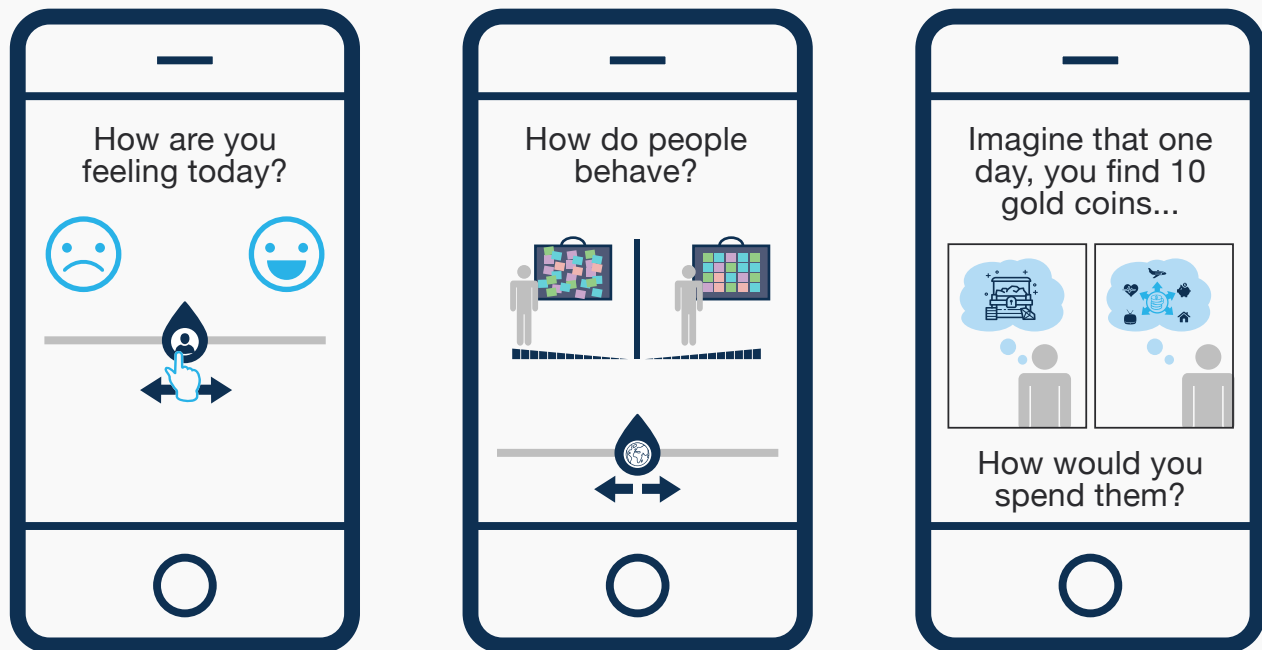 How are you
feeling today?
How do people
behave?
Imagine that one
day, you find 10
gold coins...
How would you
spend them?